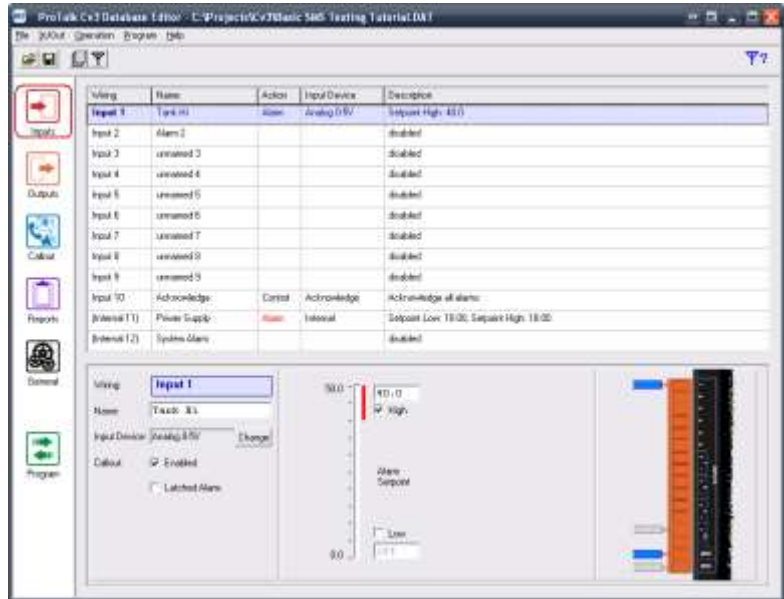 ProTalk Cv3 Database Editor - C:\Projects\Cv3\Basic SMS Texting Tutorial.DAT
File I/O/Out Operation Program Help
Wiring Name Action Input Device Description
Input 1 Tank Hi Alarm Analog 0-5V Setpoint High: 40.0
Input 2 Alarm 2 disabled
Input 3 unnamed 3 disabled
Input 4 unnamed 4 disabled
Input 5 unnamed 5 disabled
Input 6 unnamed 6 disabled
Input 7 unnamed 7 disabled
Input 8 unnamed 8 disabled
Input 9 unnamed 9 disabled
Input 10 Acknowledge Control Acknowledge Acknowledge all alarms
(Internal 11) Power Supply Alarm Internal Setpoint Low: 10.00, Setpoint High: 18.00
(Internal 12) System Alarm disabled
Inputs
Outputs
Callout
Reports
General
Program
Wiring Input 1
Name Tank Hi
Input Device Analog 0-5V Change
Callout Enabled
Latched Alarm
50.0 40.0
High
Alarm
Setpoint
Low
0.0